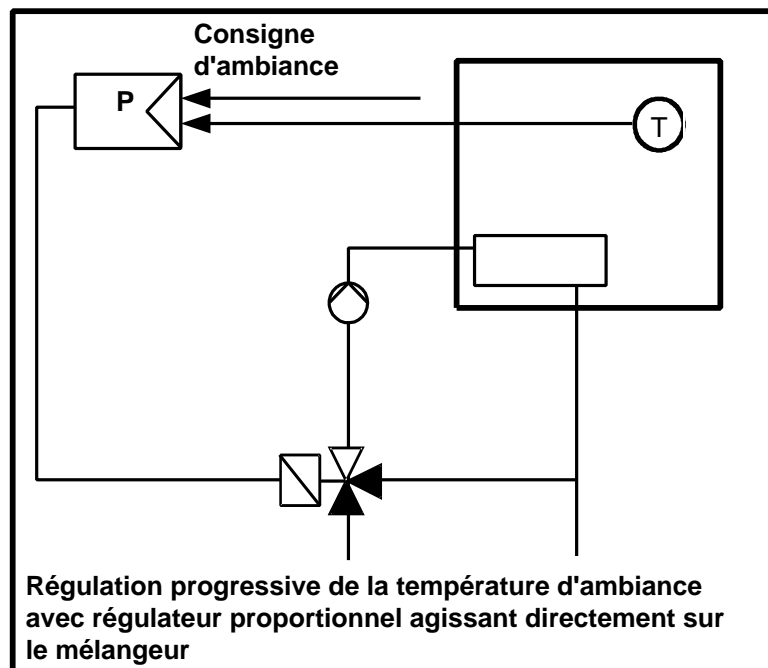 Consigne
d'ambiance
P
T
Régulation progressive de la température d'ambiance
avec régulateur proportionnel agissant directement sur
le mélangeur